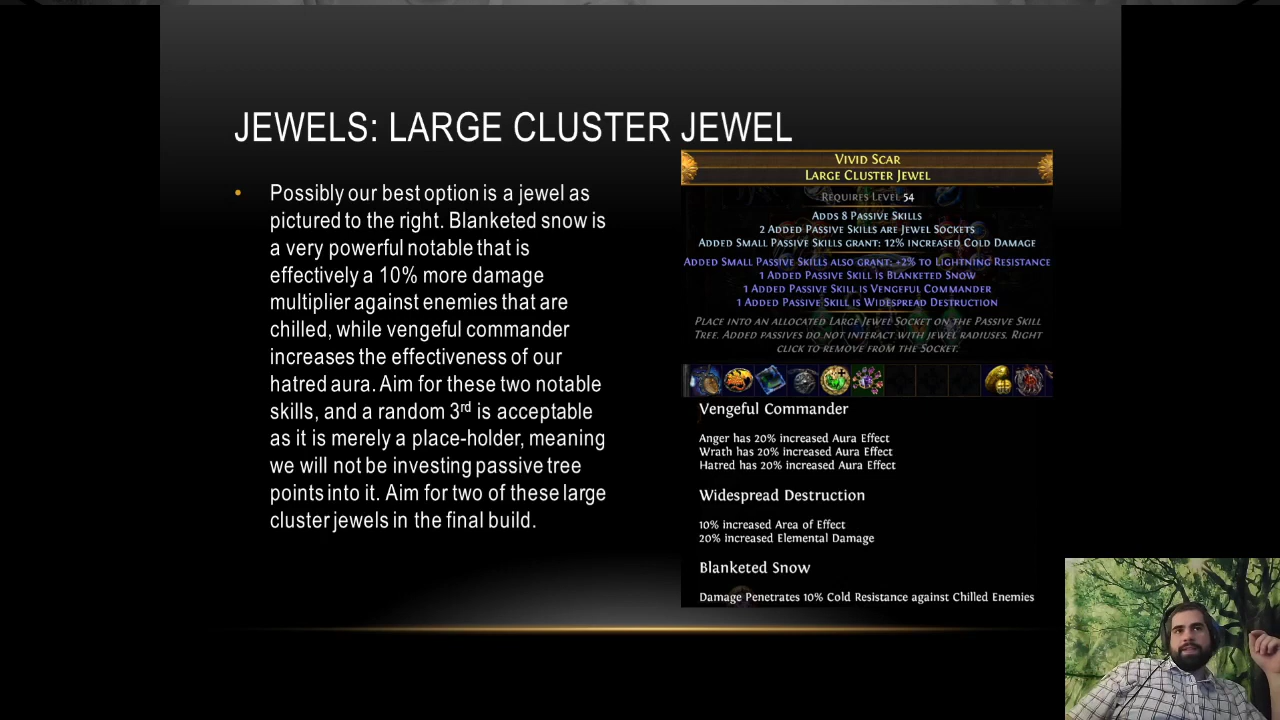 JEWELS: LARGE CLUSTER JEWEL
• Possibly our best option is a jewel as
pictured to the right. Blanketed snow is
a very powerful notable that is
effectively a 10% more damage
multiplier against enemies that are
chilled, while vengeful commander
increases the effectiveness of our
hatred aura. Aim for these two notable
skills, and a random 3rd is acceptable
as it is merely a place-holder, meaning
we will not be investing passive tree
points into it. Aim for two of these large
cluster jewels in the final build.
VIVID SCAR
LARGE CLUSTER JEWEL
REQUIRES LEVEL 54
ADDS 8 PASSIVE SKILLS
2 ADDED PASSIVE SKILLS ARE JEWEL SOCKETS
ADDED SMALL PASSIVE SKILLS GRANT: 12% INCREASED COLD DAMAGE
ADDED SMALL PASSIVE SKILLS ALSO GRANT: +2% TO LIGHTNING RESISTANCE
1 ADDED PASSIVE SKILL IS BLANKETED SNOW
1 ADDED PASSIVE SKILL IS VENGEFUL COMMANDER
1 ADDED PASSIVE SKILL IS WIDESPREAD DESTRUCTION
PLACE INTO AN ALLOCATED LARGE JEWEL SOCKET ON THE PASSIVE SKILL
TREE. ADDED PASSIVES DO NOT INTERACT WITH JEWEL RADIUSES. RIGHT
CLICK TO REMOVE FROM THE SOCKET.
Vengeful Commander
Anger has 20% increased Aura Effect
Wrath has 20% increased Aura Effect
Hatred has 20% increased Aura Effect
Widespread Destruction
10% increased Area of Effect
20% increased Elemental Damage
Blanketed Snow
Damage Penetrates 10% Cold Resistance against Chilled Enemies